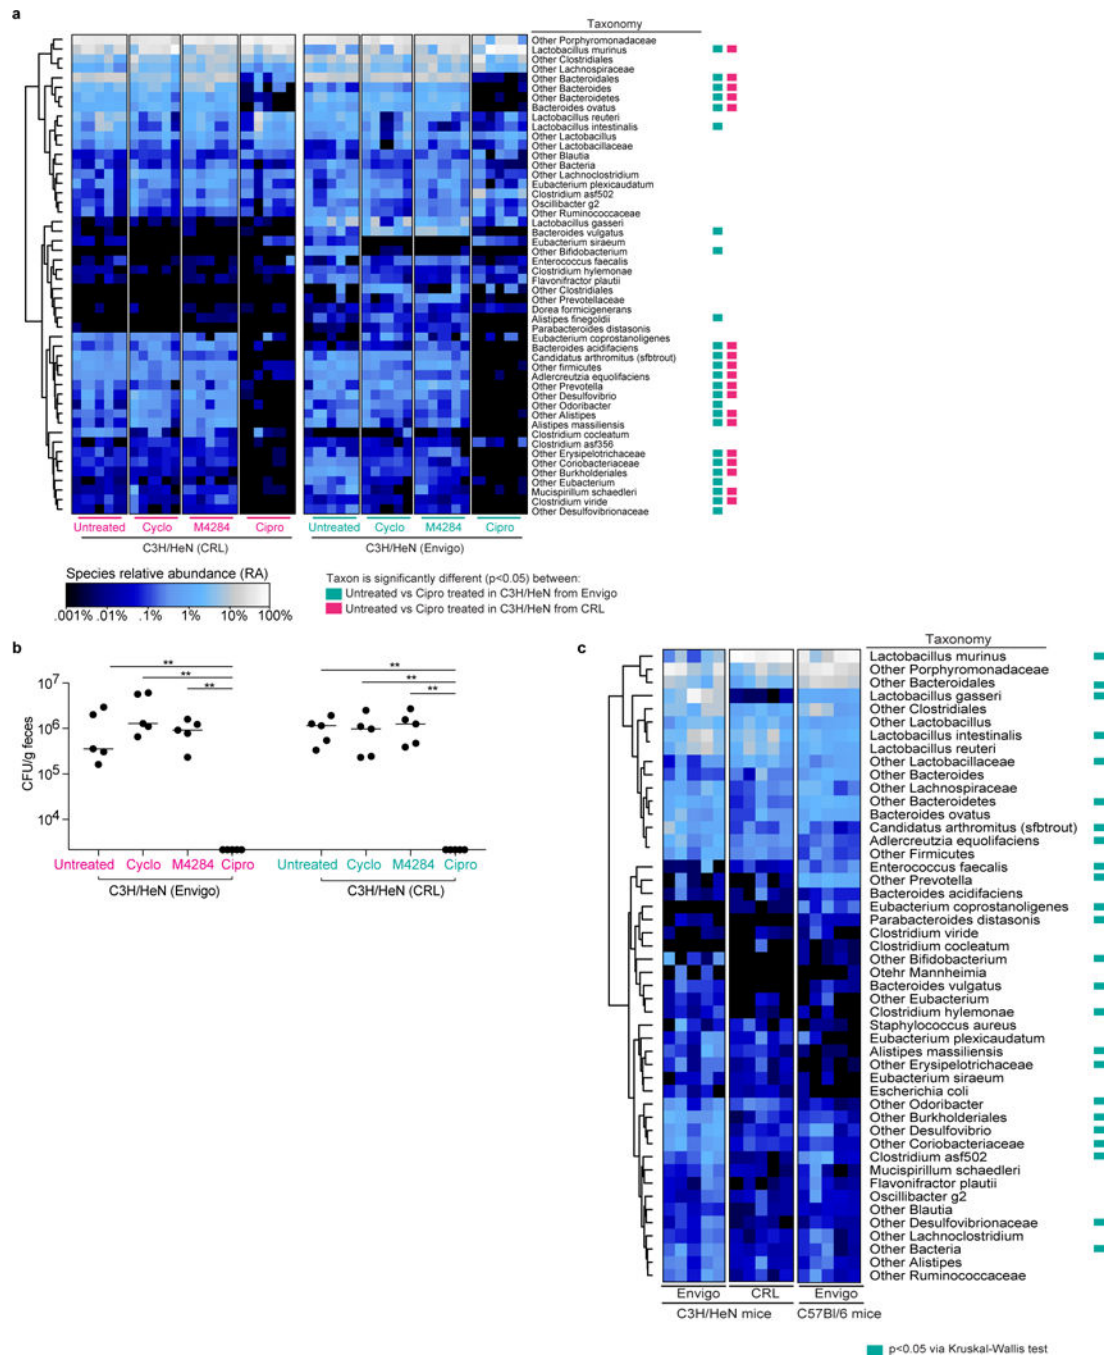 a
Taxonomy
Other Porphyromonadaceae
Lactobacillus murinus
Other Clostridiales
Other Lachnospiraceae
Other Bacteroidales
Other Bacteroides
Other Bacteroidetes
Bacteroides ovatus
Lactobacillus reuteri
Lactobacillus intestinalis
Other Lactobacillus
Other Lactobacillaceae
Other Blautia
Other Bacteria
Other Lachnoclostridium
Eubacterium plexicaudatum
Clostridium asf502
Oscillibacter g2
Other Ruminococcaceae
Lactobacillus gasseri
Bacteroides vulgatus
Eubacterium siraeum
Other Bifidobacterium
Enterococcus faecalis
Clostridium hylemonae
Flavonifractor plautii
Other Clostridiales
Other Prevotellaceae
Dorea formicigenerans
Alistipes finegoldii
Parabacteroides distasonis
Eubacterium coprostanoligenes
Bacteroides acidifaciens
Candidatus arthromitus (sfbtrout)
Other firmicutes
Adlercreutzia equolifaciens
Other Prevotella
Other Desulfovibrio
Other Odoribacter
Other Alistipes
Alistipes massiliensis
Clostridium cocleatum
Clostridium asf356
Other Erysipelotrichaceae
Other Coriobacteriaceae
Other Burkholderiales
Other Eubacterium
Mucispirillum schaedleri
Clostridium viride
Other Desulfovibrionaceae
Untreated Cyclo M4284 Cipro Untreated Cyclo M4284 Cipro
C3H/HeN (CRL) C3H/HeN (Envigo)
Species relative abundance (RA)
.001% .01% .1% 1% 10% 100%
Taxon is significantly different (p<0.05) between:
Untreated vs Cipro treated in C3H/HeN from Envigo
Untreated vs Cipro treated in C3H/HeN from CRL
b
CFU/g feces
10⁷
10⁶
10⁵
10⁴
** ** **
** ** **
Untreated Cyclo M4284 Cipro Untreated Cyclo M4284 Cipro
C3H/HeN (Envigo) C3H/HeN (CRL)
c
Taxonomy
Lactobacillus murinus
Other Porphyromonadaceae
Other Bacteroidales
Lactobacillus gasseri
Other Clostridiales
Other Lactobacillus
Lactobacillus intestinalis
Lactobacillus reuteri
Other Lactobacillaceae
Other Bacteroides
Other Lachnospiraceae
Other Bacteroidetes
Bacteroides ovatus
Candidatus arthromitus (sfbtrout)
Adlercreutzia equolifaciens
Other Firmicutes
Enterococcus faecalis
Other Prevotella
Bacteroides acidifaciens
Eubacterium coprostanoligenes
Parabacteroides distasonis
Clostridium viride
Clostridium cocleatum
Other Bifidobacterium
Otehr Mannheimia
Bacteroides vulgatus
Other Eubacterium
Clostridium hylemonae
Staphylococcus aureus
Eubacterium plexicaudatum
Alistipes massiliensis
Other Erysipelotrichaceae
Eubacterium siraeum
Escherichia coli
Other Odoribacter
Other Burkholderiales
Other Desulfovibrio
Other Coriobacteriaceae
Clostridium asf502
Mucispirillum schaedleri
Flavonifractor plautii
Oscillibacter g2
Other Blautia
Other Desulfovibrionaceae
Other Lachnoclostridium
Other Bacteria
Other Alistipes
Other Ruminococcaceae
Envigo CRL Envigo
C3H/HeN mice C57Bl/6 mice
p<0.05 via Kruskal-Wallis test